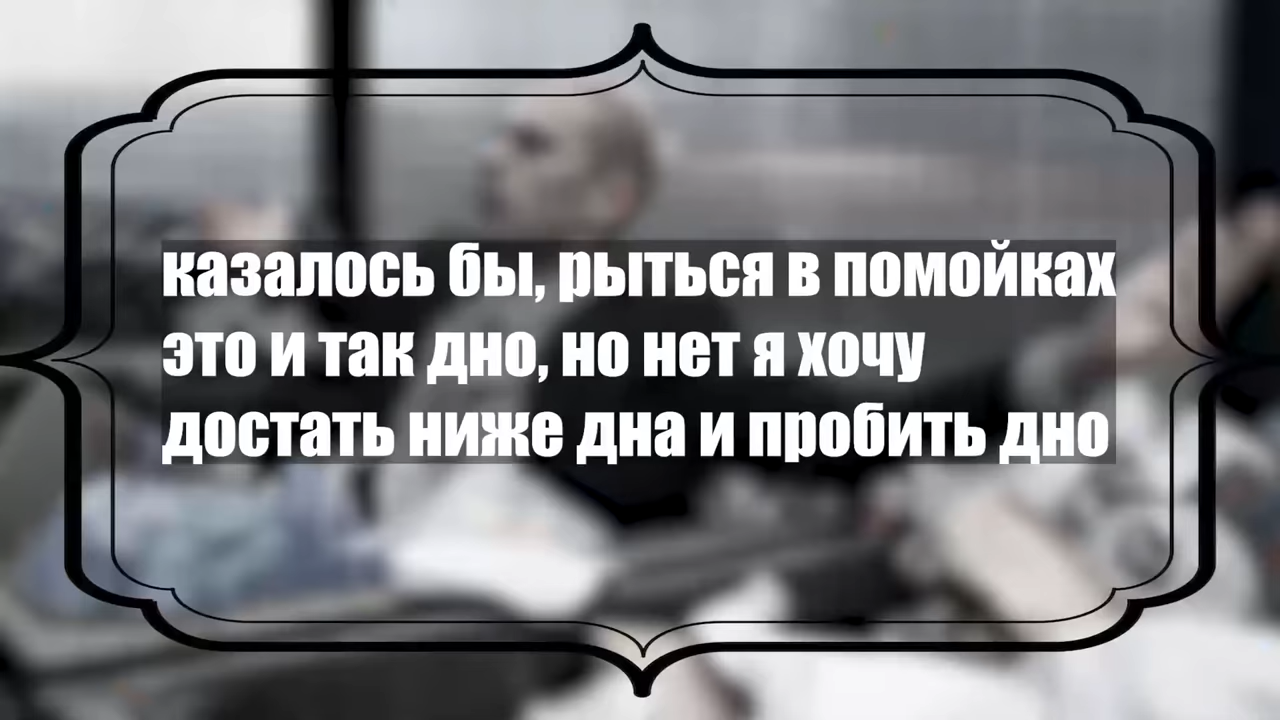 казалось бы, рыться в помойках
это и так дно, но нет я хочу
достать ниже дна и пробить дно